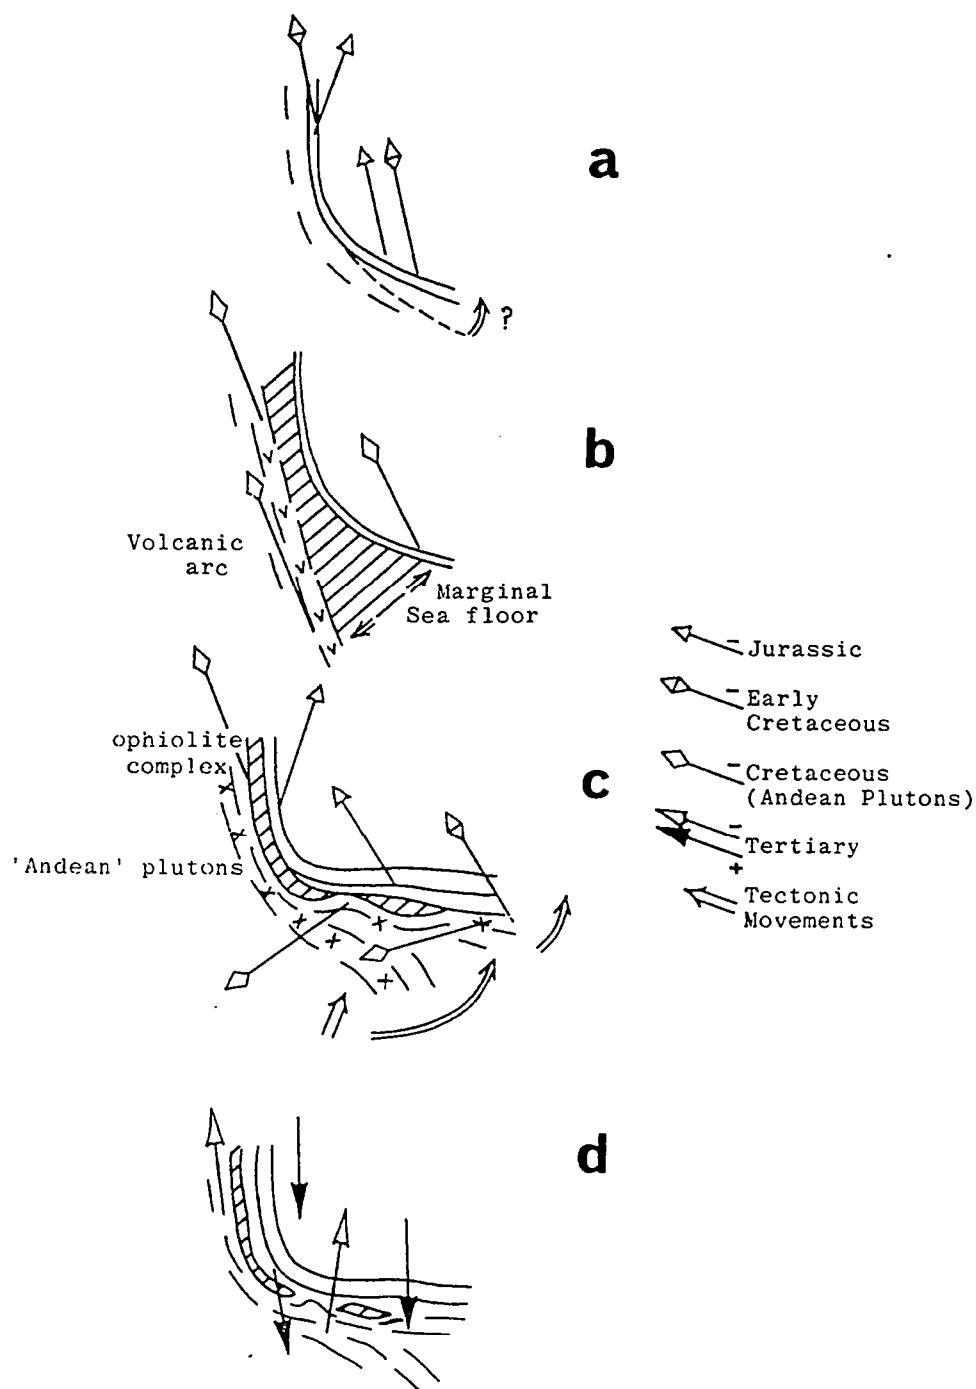 a
?
b
Volcanic
arc
Marginal
Sea floor
ophiolite
complex
'Andean' plutons
c
- Jurassic
- Early
Cretaceous
- Cretaceous
(Andean Plutons)
-
Tertiary
+
Tectonic
Movements
d